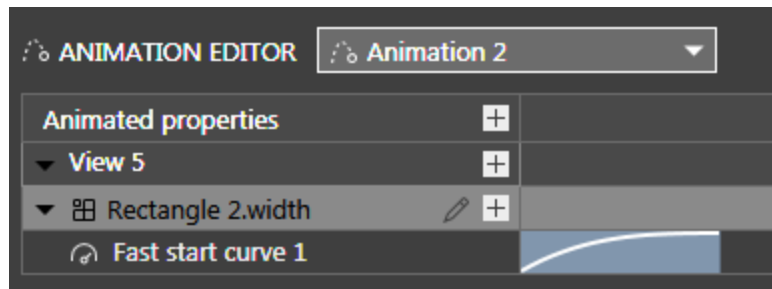 ANIMATION EDITOR Animation 2
Animated properties
View 5
Rectangle 2.width
Fast start curve 1